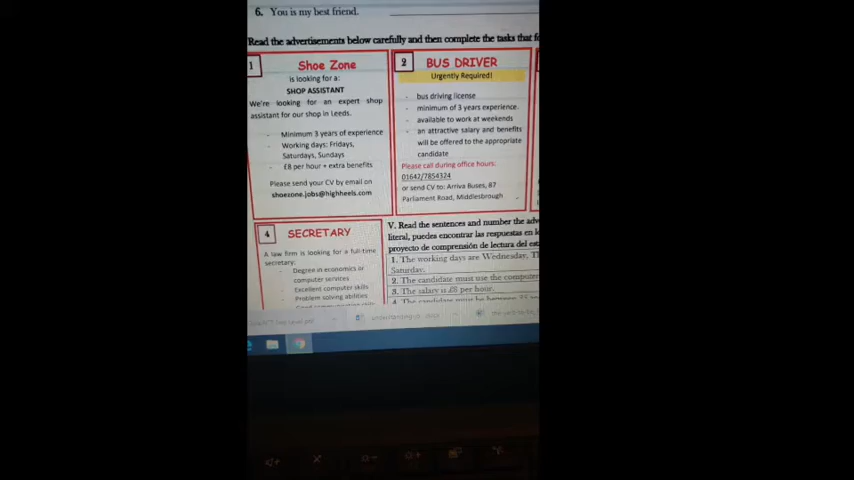 6. You is my best friend.
Read the advertisements below carefully and then complete the tasks that
1
Shoe Zone
is looking for a:
SHOP ASSISTANT
We're looking for an expert shop
assistant for our shop in Leeds.
- Minimum 3 years of experience
- Working days: Fridays,
Saturdays, Sundays
- £8 per hour + extra benefits
Please send your CV by email on
shoezone.jobs@highheels.com
2
BUS DRIVER
Urgently Required!
- bus driving license
- minimum of 3 years experience.
- available to work at weekends
- an attractive salary and benefits
will be offered to the appropriate
candidate
Please call during office hours:
01642/7854324
or send CV to: Arriva Buses, 87
Parliament Road, Middlesbrough
4
SECRETARY
A law firm is looking for a full-time
secretary:
- Degree in economics or
computer services
- Excellent computer skills
- Problem solving abilities
V. Read the sentences and number the
literal, puedes encontrar las respuestas en
proyecto de comprensión de lectura del
1. The working days are Wednesday,
Saturday.
2. The candidate must use the computer
3. The salary is £6 per hour.
4. The candidate must be between 25